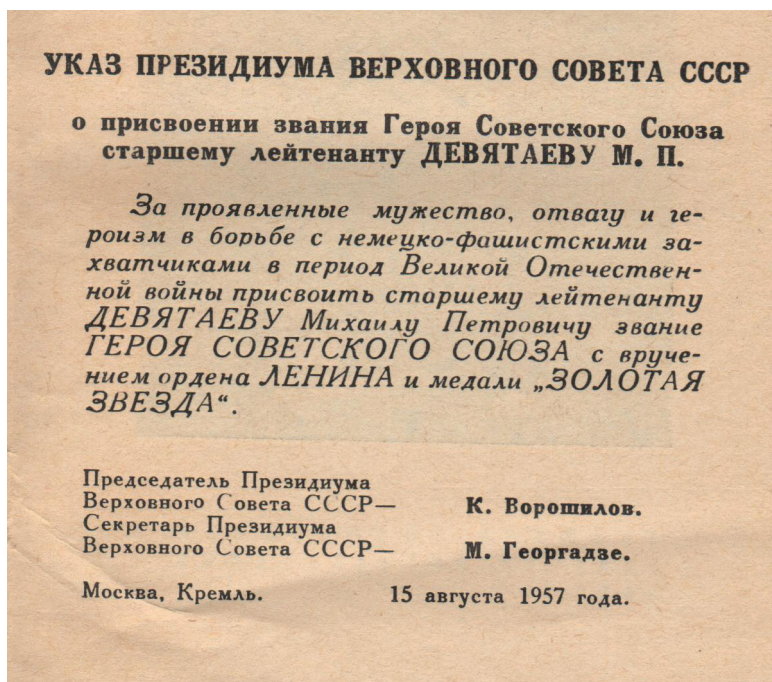 УКАЗ ПРЕЗИДИУМА ВЕРХОВНОГО СОВЕТА СССР
о присвоении звания Героя Советского Союза
старшему лейтенанту ДЕВЯТАЕВУ М. П.
За проявленные мужество, отвагу и ге-
роизм в борьбе с немецко-фашистскими за-
хватчиками в период Великой Отечествен-
ной войны присвоить старшему лейтенанту
ДЕВЯТАЕВУ Михаилу Петровичу звание
ГЕРОЯ СОВЕТСКОГО СОЮЗА с вруче-
нием ордена ЛЕНИНА и медали „ЗОЛОТАЯ
ЗВЕЗДА“.
Председатель Президиума
Верховного Совета СССР— К. Ворошилов.
Секретарь Президиума
Верховного Совета СССР— М. Георгадзе.
Москва, Кремль. 15 августа 1957 года.